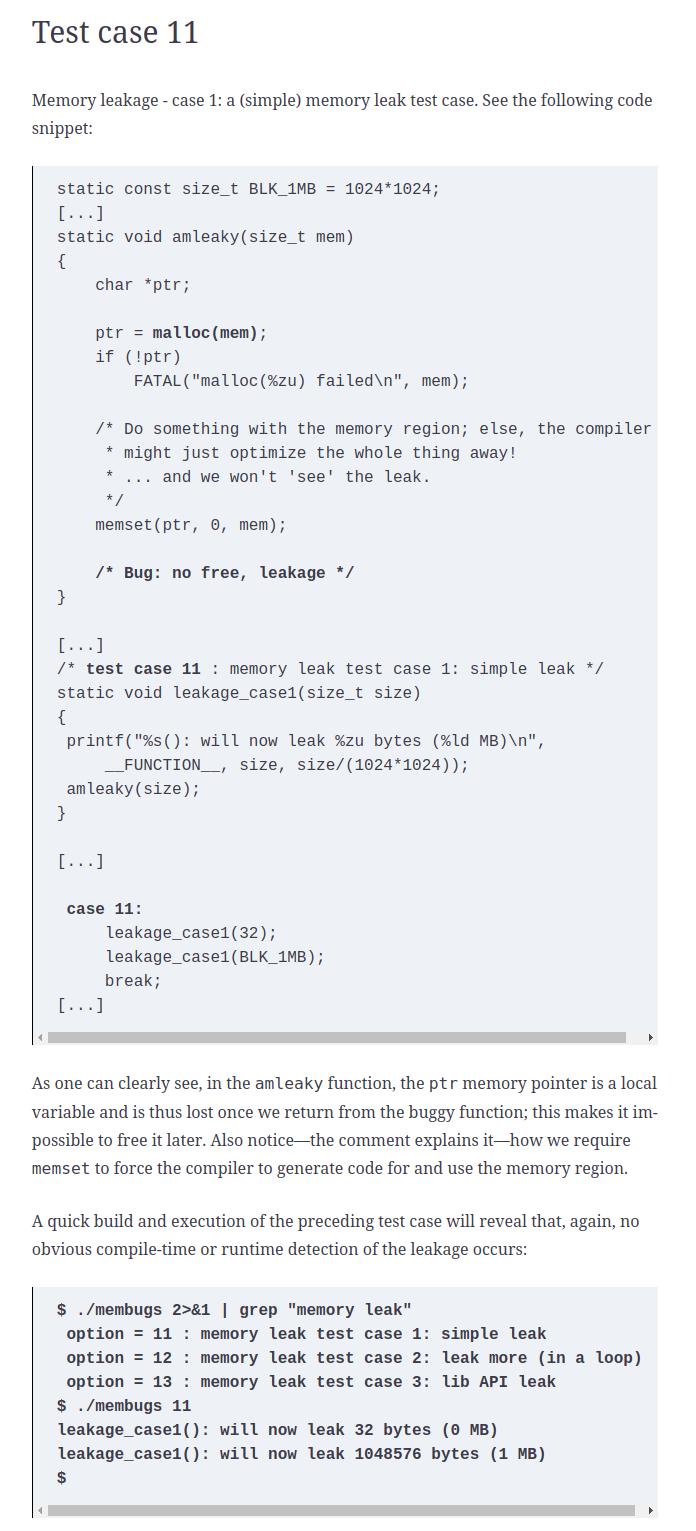 Test case 11
Memory leakage - case 1: a (simple) memory leak test case. See the following code
snippet:
static const size_t BLK_1MB = 1024*1024;
[...]
static void amleaky(size_t mem)
{
    char *ptr;
    ptr = malloc(mem);
    if (!ptr)
        FATAL("malloc(%zu) failed\n", mem);
    /* Do something with the memory region; else, the compiler
     * might just optimize the whole thing away!
     * ... and we won't 'see' the leak.
     */
    memset(ptr, 0, mem);
    /* Bug: no free, leakage */
}
[...]
/* test case 11 : memory leak test case 1: simple leak */
static void leakage_case1(size_t size)
{
 printf("%s(): will now leak %zu bytes (%ld MB)\n",
     __FUNCTION__, size, size/(1024*1024));
 amleaky(size);
}
[...]
 case 11:
     leakage_case1(32);
     leakage_case1(BLK_1MB);
     break;
[...]
As one can clearly see, in the amleaky function, the ptr memory pointer is a local
variable and is thus lost once we return from the buggy function; this makes it im-
possible to free it later. Also notice—the comment explains it—how we require
memset to force the compiler to generate code for and use the memory region.
A quick build and execution of the preceding test case will reveal that, again, no
obvious compile-time or runtime detection of the leakage occurs:
$ ./membugs 2>&1 | grep "memory leak"
 option = 11 : memory leak test case 1: simple leak
 option = 12 : memory leak test case 2: leak more (in a loop)
 option = 13 : memory leak test case 3: lib API leak
$ ./membugs 11
leakage_case1(): will now leak 32 bytes (0 MB)
leakage_case1(): will now leak 1048576 bytes (1 MB)
$